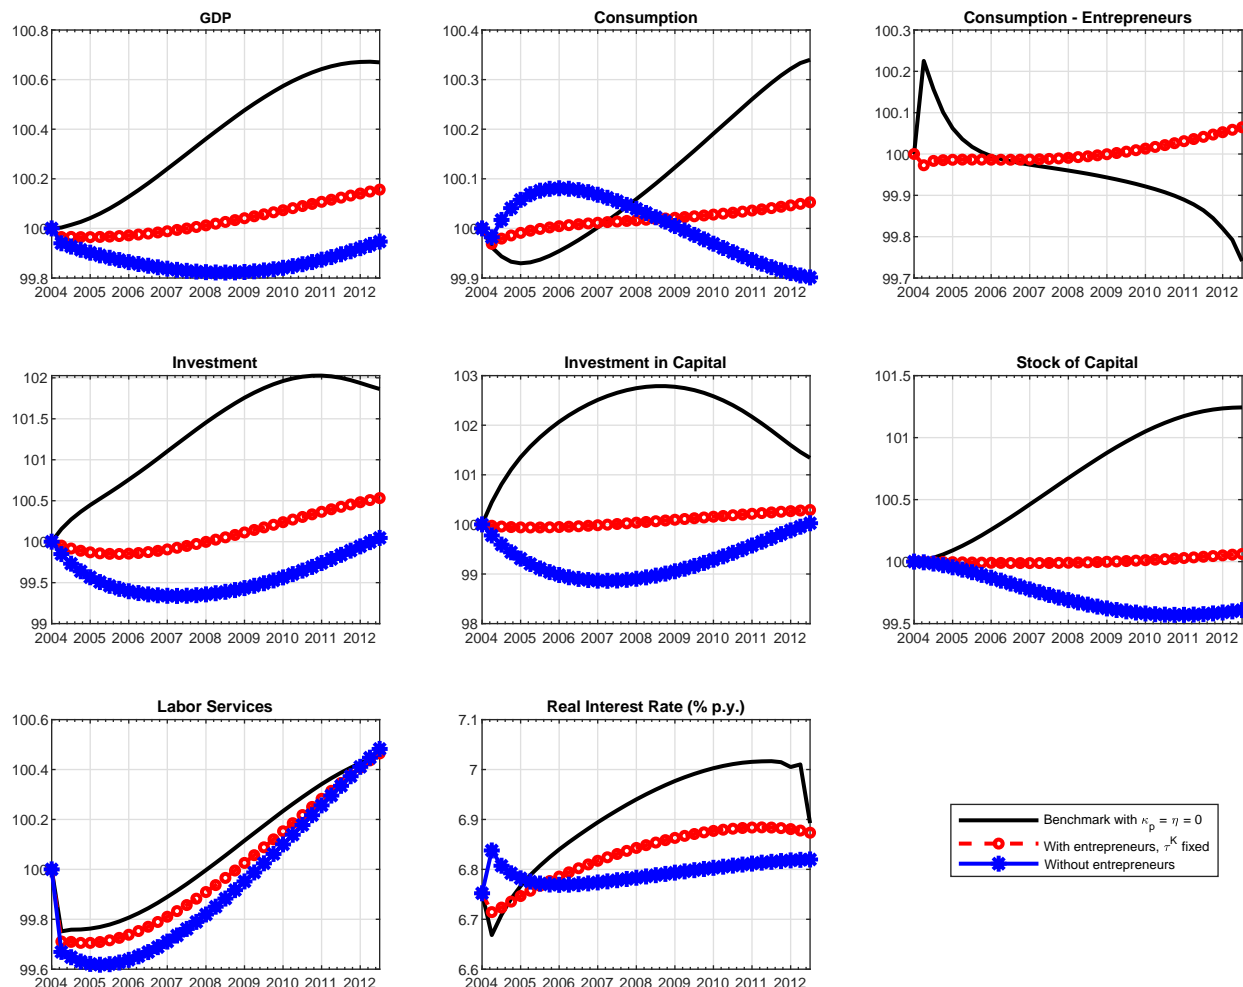 GDP
100.8
100.6
100.4
100.2
100
99.8
2004 2005 2006 2007 2008 2009 2010 2011 2012
Consumption
100.4
100.3
100.2
100.1
100
99.9
2004 2005 2006 2007 2008 2009 2010 2011 2012
Consumption - Entrepreneurs
100.3
100.2
100.1
100
99.9
99.8
99.7
2004 2005 2006 2007 2008 2009 2010 2011 2012
Investment
102
101.5
101
100.5
100
99.5
99
2004 2005 2006 2007 2008 2009 2010 2011 2012
Investment in Capital
103
102
101
100
99
98
2004 2005 2006 2007 2008 2009 2010 2011 2012
Stock of Capital
101.5
101
100.5
100
99.5
2004 2005 2006 2007 2008 2009 2010 2011 2012
Labor Services
100.6
100.4
100.2
100
99.8
99.6
2004 2005 2006 2007 2008 2009 2010 2011 2012
Real Interest Rate (% p.y.)
7.1
7
6.9
6.8
6.7
6.6
2004 2005 2006 2007 2008 2009 2010 2011 2012
Benchmark with κ_p = η = 0
With entrepreneurs, τ^K fixed
Without entrepreneurs